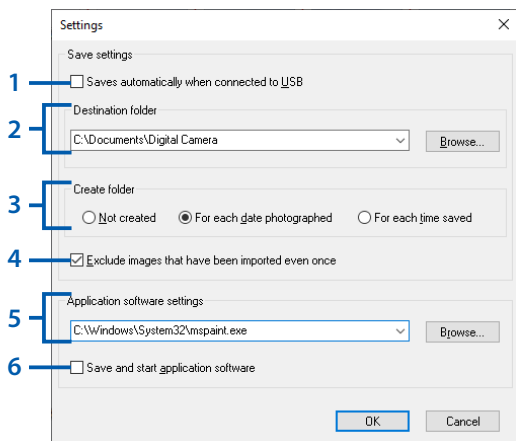 Settings
Save settings
1 Saves automatically when connected to USB
Destination folder
2 C:\Documents\Digital Camera Browse...
Create folder
3 Not created For each date photographed For each time saved
4 Exclude images that have been imported even once
Application software settings
5 C:\Windows\System32\mspaint.exe Browse...
6 Save and start application software
OK Cancel